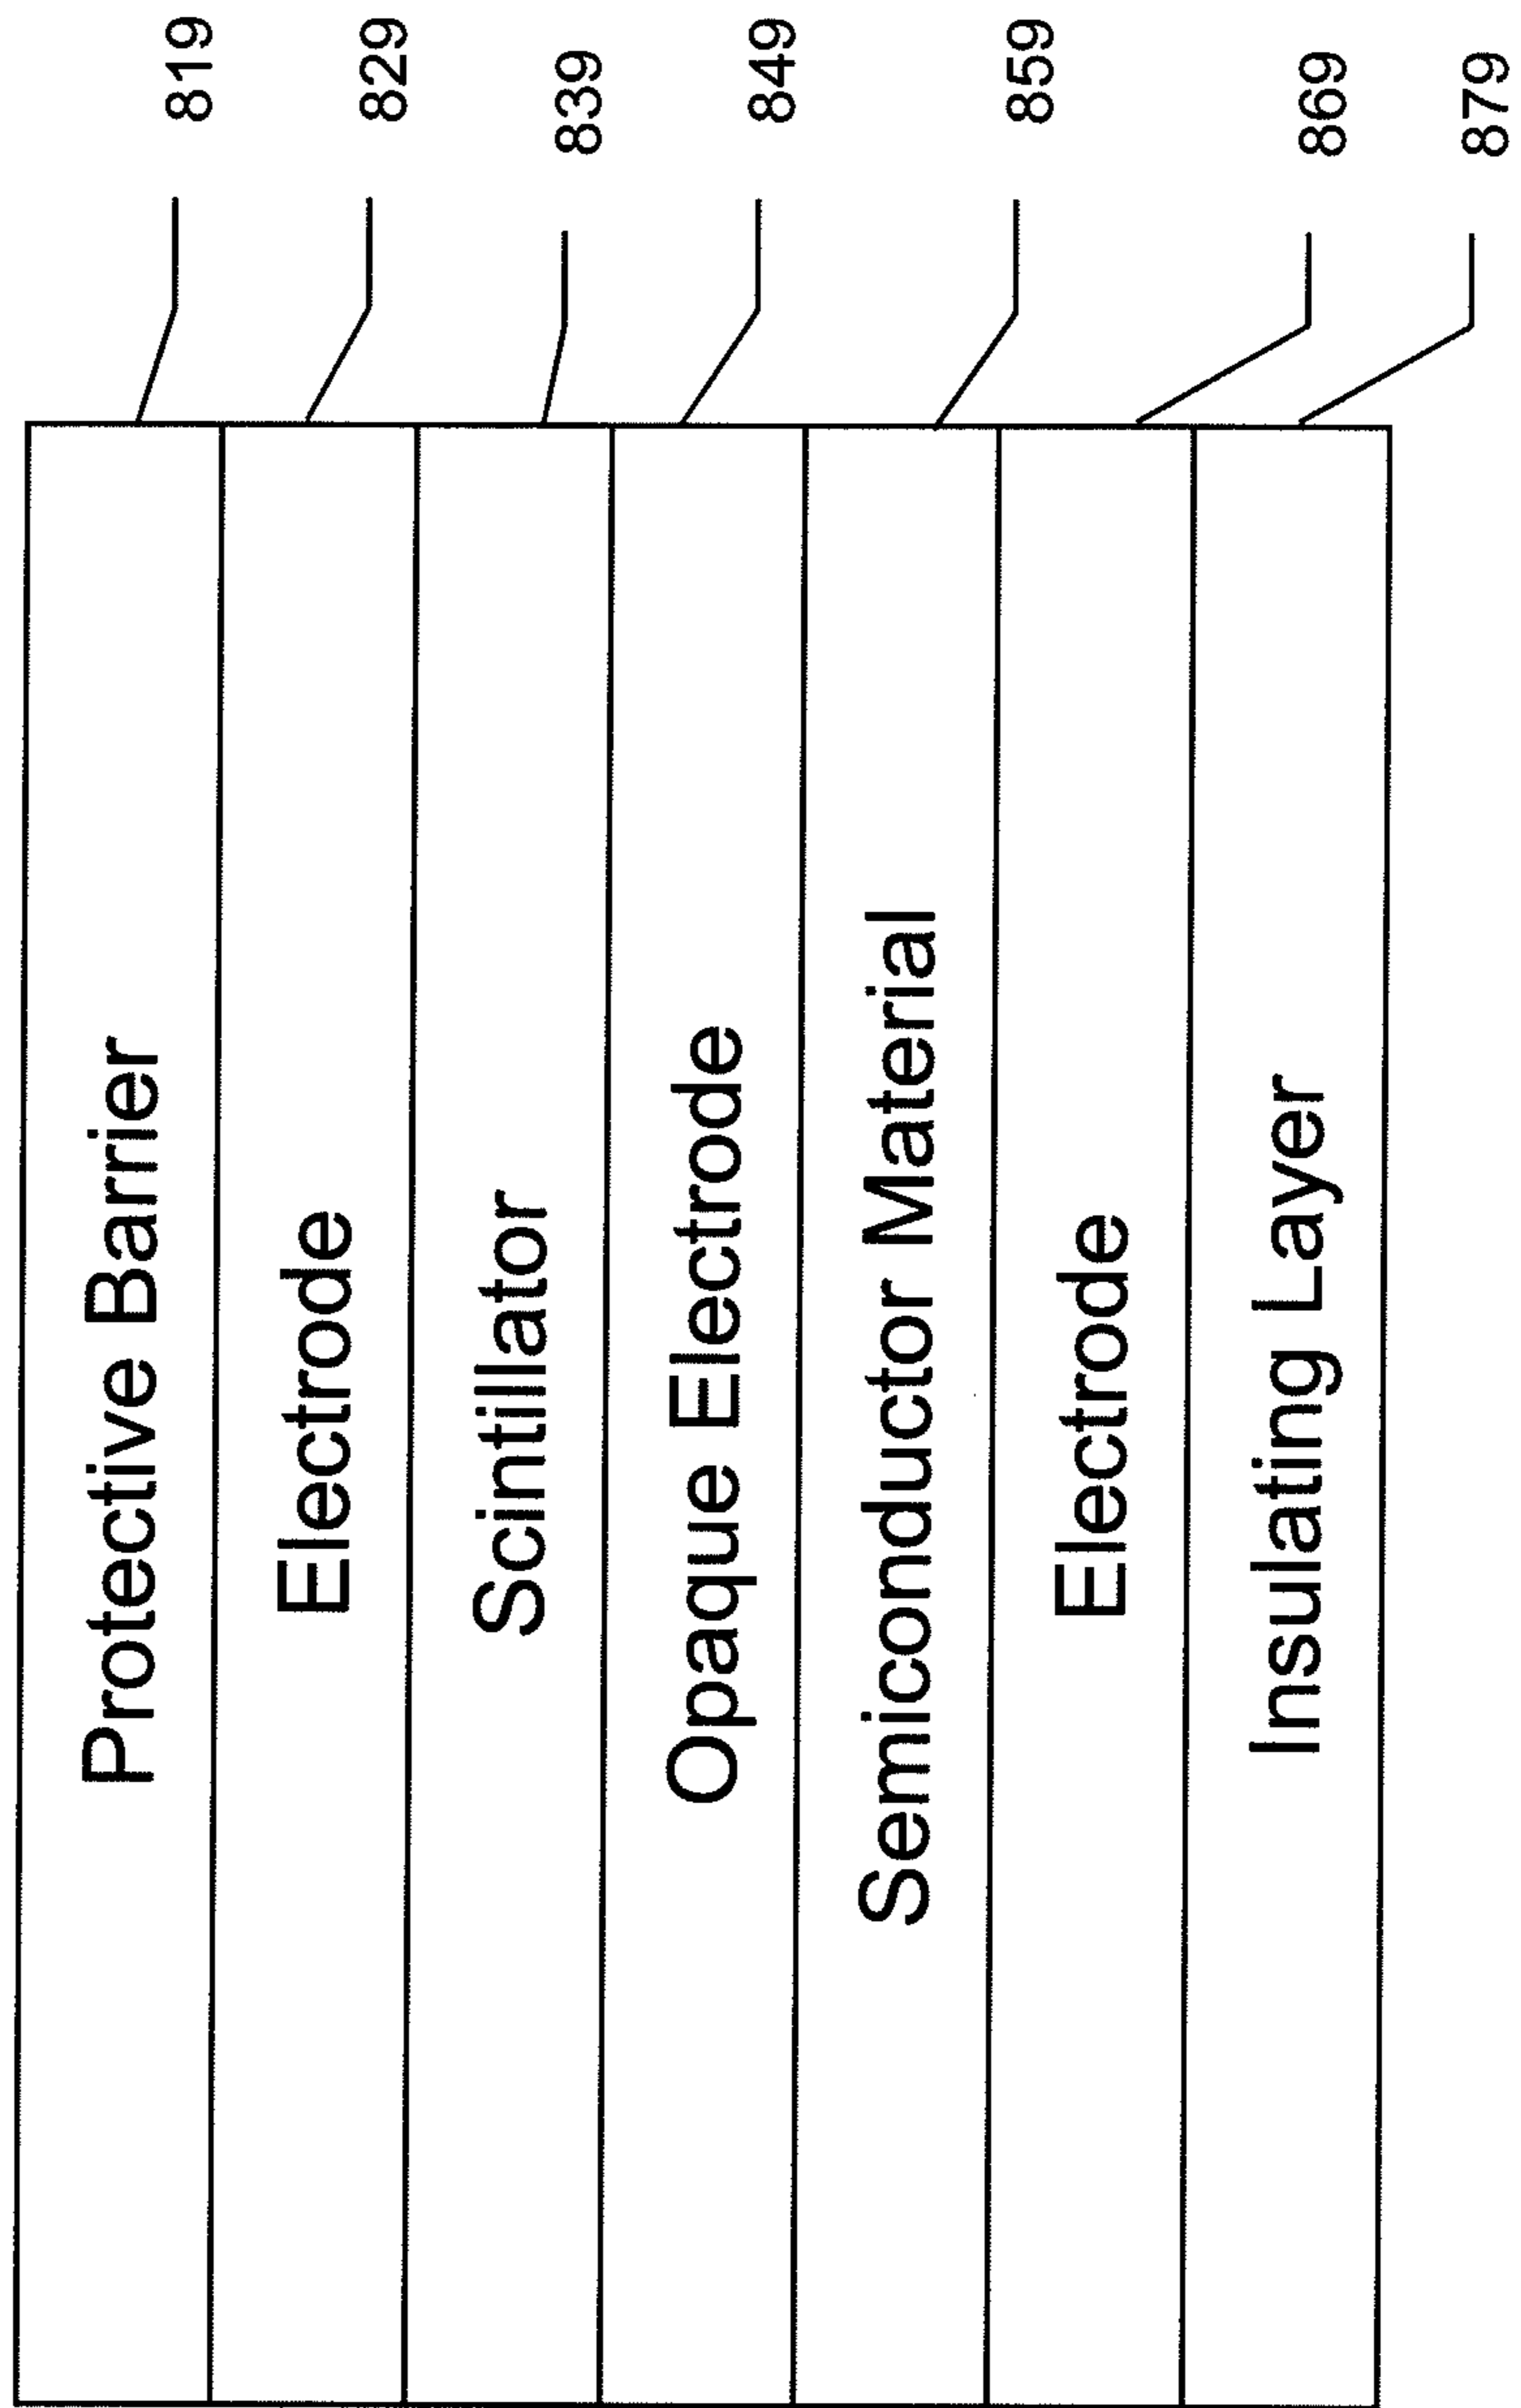 Protective Barrier 819
Electrode 829
Scintillator 839
Opaque Electrode 849
Semiconductor Material 859
Electrode 869
Insulating Layer 879